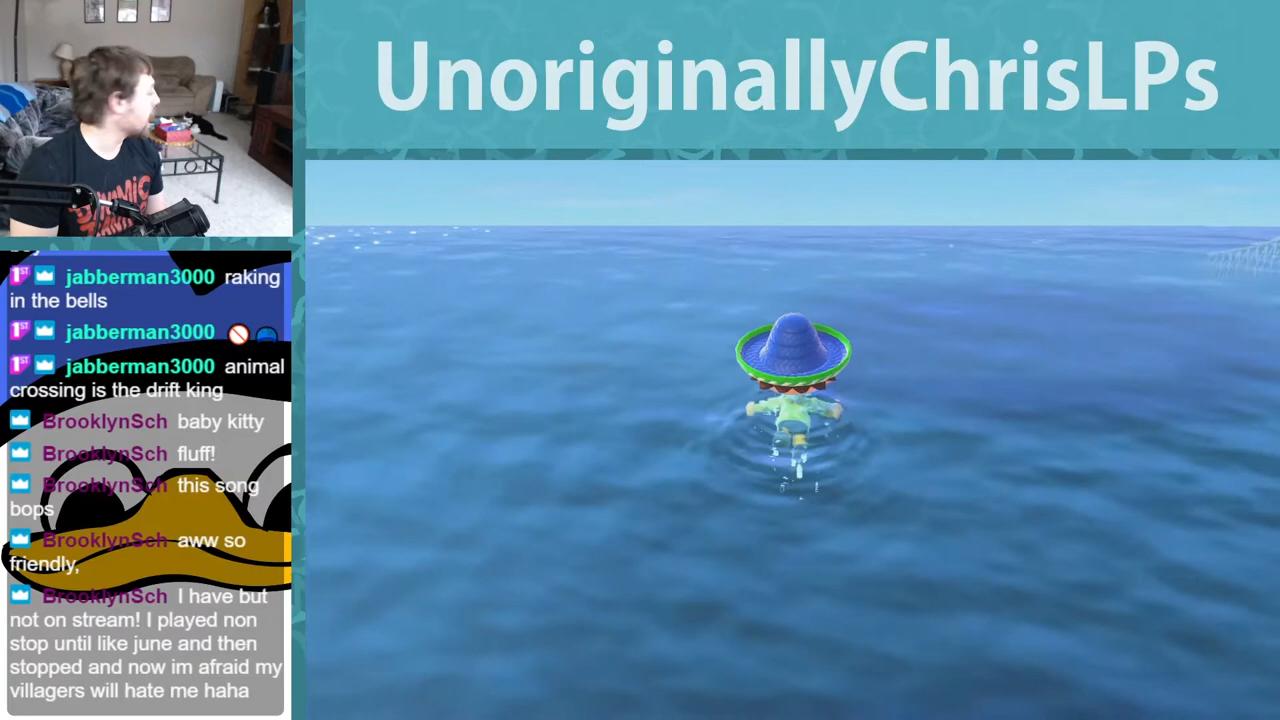 UnoriginallyChrisLPs
jabberman3000 raking
in the bells
jabberman3000
jabberman3000 animal
crossing is the drift king
BrooklynSch baby kitty
BrooklynSch fluff!
BrooklynSch this song
bops
BrooklynSch aww so
friendly,
BrooklynSch I have but
not on stream! I played non
stop until like june and then
stopped and now im afraid my
villagers will hate me haha